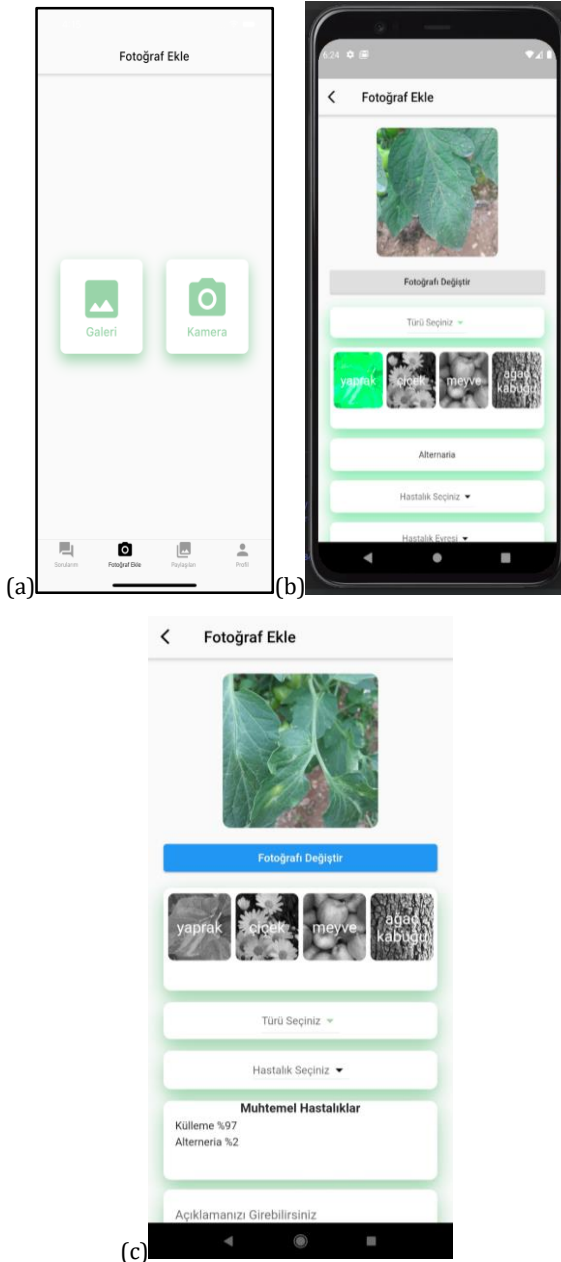 Fotoğraf Ekle
Galeri Kamera
Sorularım Fotoğraf Ekle Paylaşılan Profil
(a)
6:24
Fotoğraf Ekle
Fotoğrafı Değiştir
Türü Seçiniz
yaprak çiçek meyve ağaç kabuğu
Alternaria
Hastalık Seçiniz
Hastalık Evresi
(b)
Fotoğraf Ekle
Fotoğrafı Değiştir
yaprak çiçek meyve ağaç kabuğu
Türü Seçiniz
Hastalık Seçiniz
Muhtemel Hastalıklar
Külleme %97
Alterneria %2
Açıklamanızı Girebilirsiniz
(c)